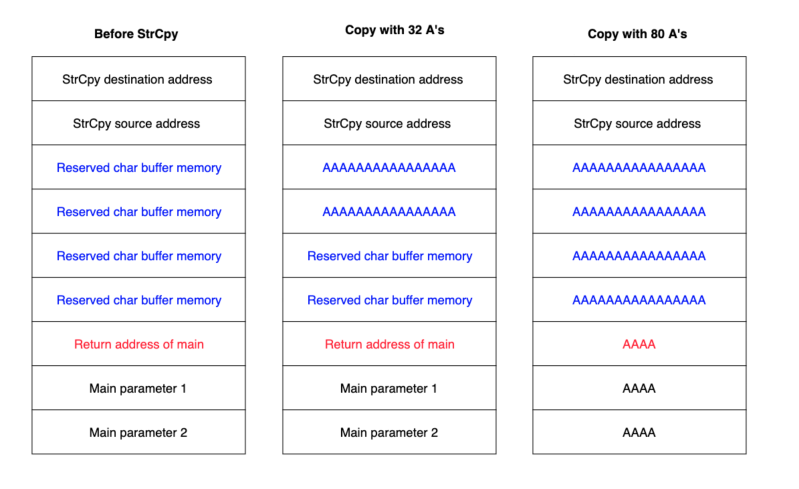 Before StrCpy
StrCpy destination address
StrCpy source address
Reserved char buffer memory
Reserved char buffer memory
Reserved char buffer memory
Reserved char buffer memory
Return address of main
Main parameter 1
Main parameter 2
Copy with 32 A's
StrCpy destination address
StrCpy source address
AAAAAAAAAAAAAAAA
AAAAAAAAAAAAAAAA
Reserved char buffer memory
Reserved char buffer memory
Return address of main
Main parameter 1
Main parameter 2
Copy with 80 A's
StrCpy destination address
StrCpy source address
AAAAAAAAAAAAAAAA
AAAAAAAAAAAAAAAA
AAAAAAAAAAAAAAAA
AAAAAAAAAAAAAAAA
AAAA
AAAA
AAAA